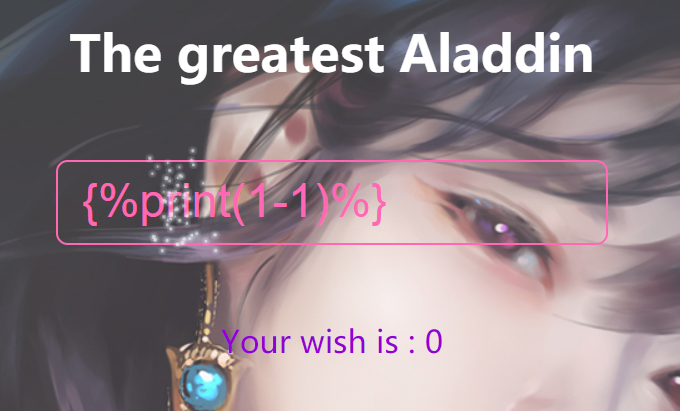 The greatest Aladdin
{%print(1-1)%}
Your wish is : 0